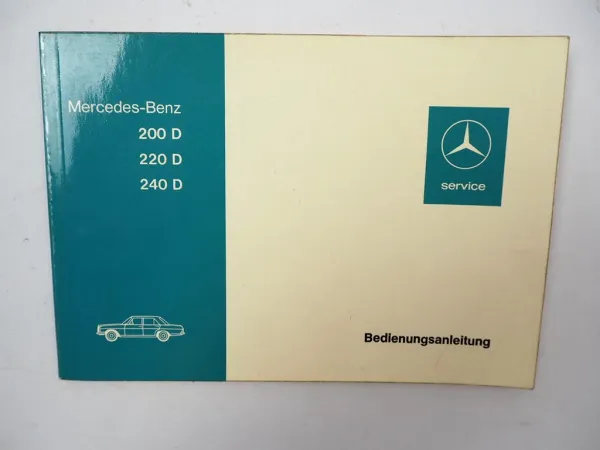 Mercedes-Benz
200 D
220 D
240 D
service
Bedienungsanleitung